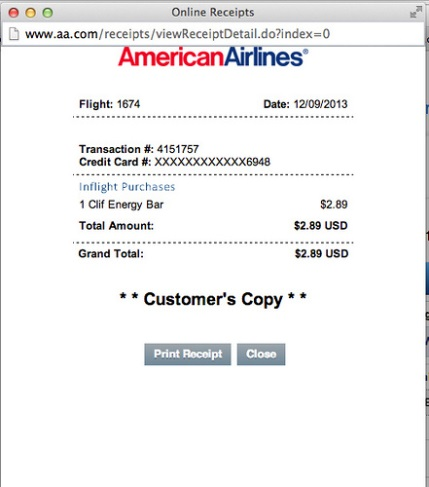 Online Receipts
www.aa.com/receipts/viewReceiptDetail.do?index=0
AmericanAirlines®
Flight: 1674 Date: 12/09/2013
Transaction #: 4151757
Credit Card #: XXXXXXXXXXXX6948
Inflight Purchases
1 Clif Energy Bar $2.89
Total Amount: $2.89 USD
Grand Total: $2.89 USD
* * Customer's Copy * *
Print Receipt Close